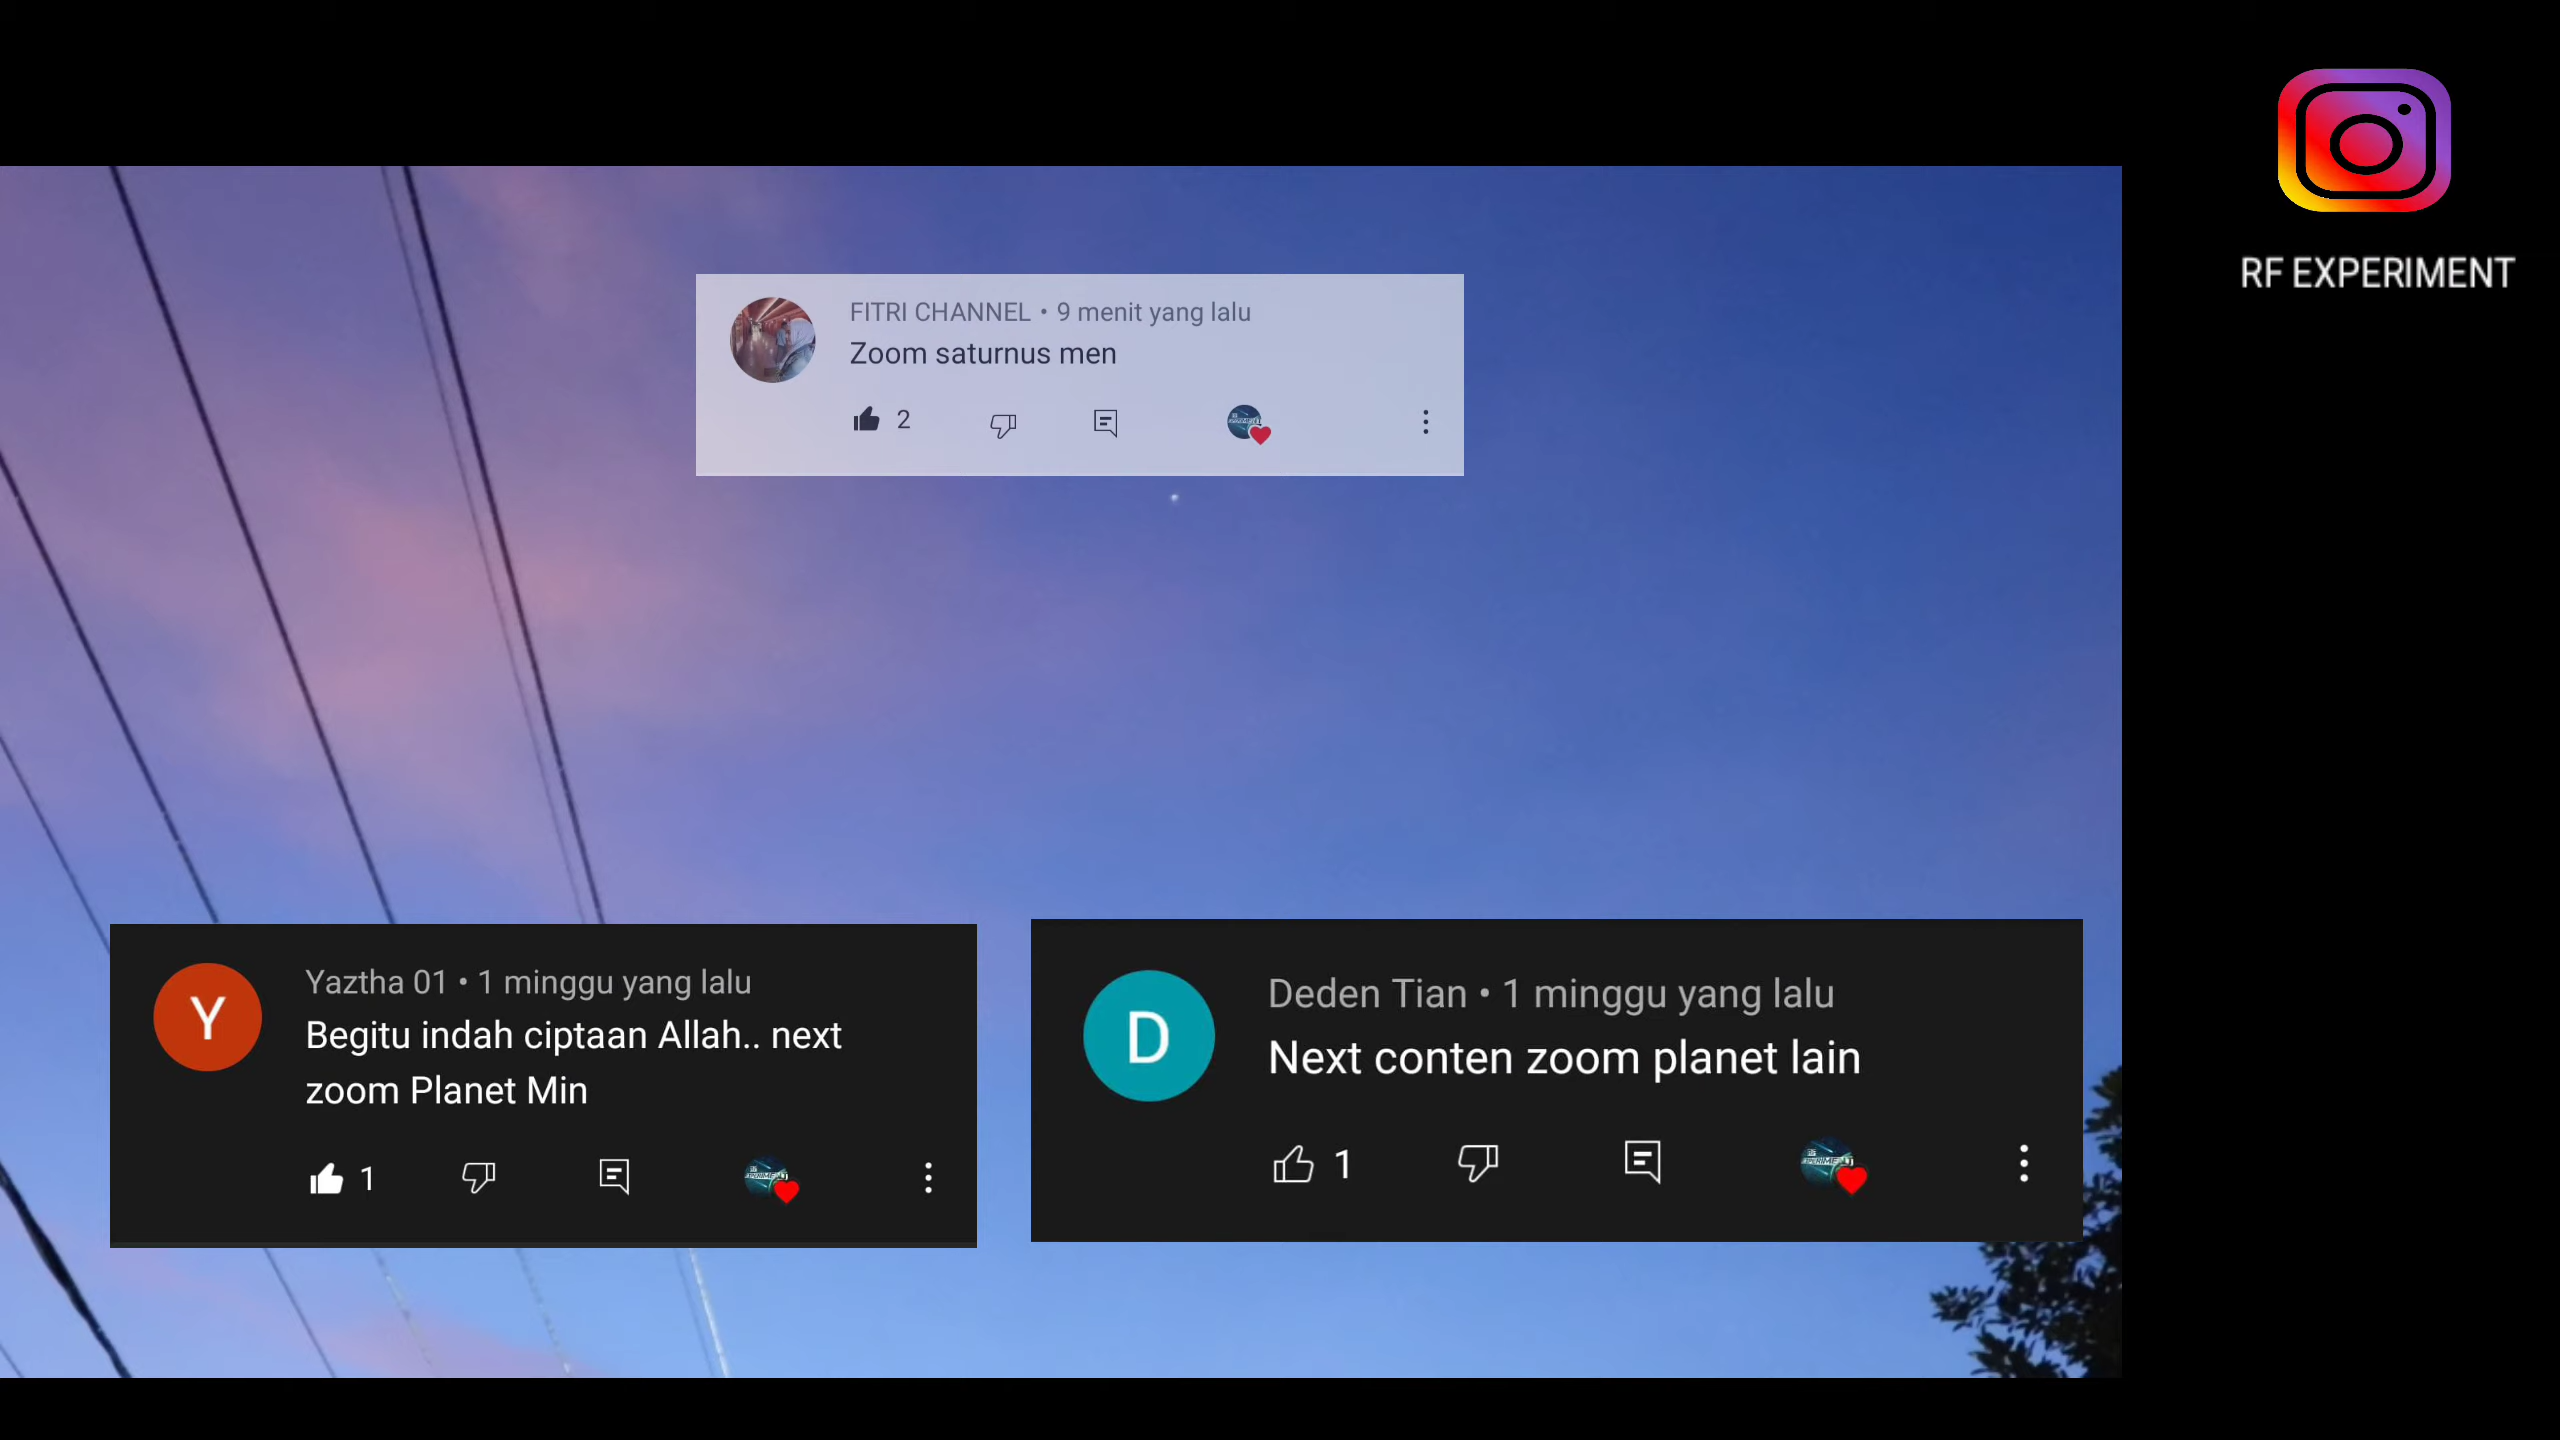 RF EXPERIMENT
FITRI CHANNEL • 9 menit yang lalu
Zoom saturnus men
2
Yaztha 01 • 1 minggu yang lalu
Begitu indah ciptaan Allah.. next
zoom Planet Min
1
Deden Tian • 1 minggu yang lalu
Next conten zoom planet lain
1
Y
D